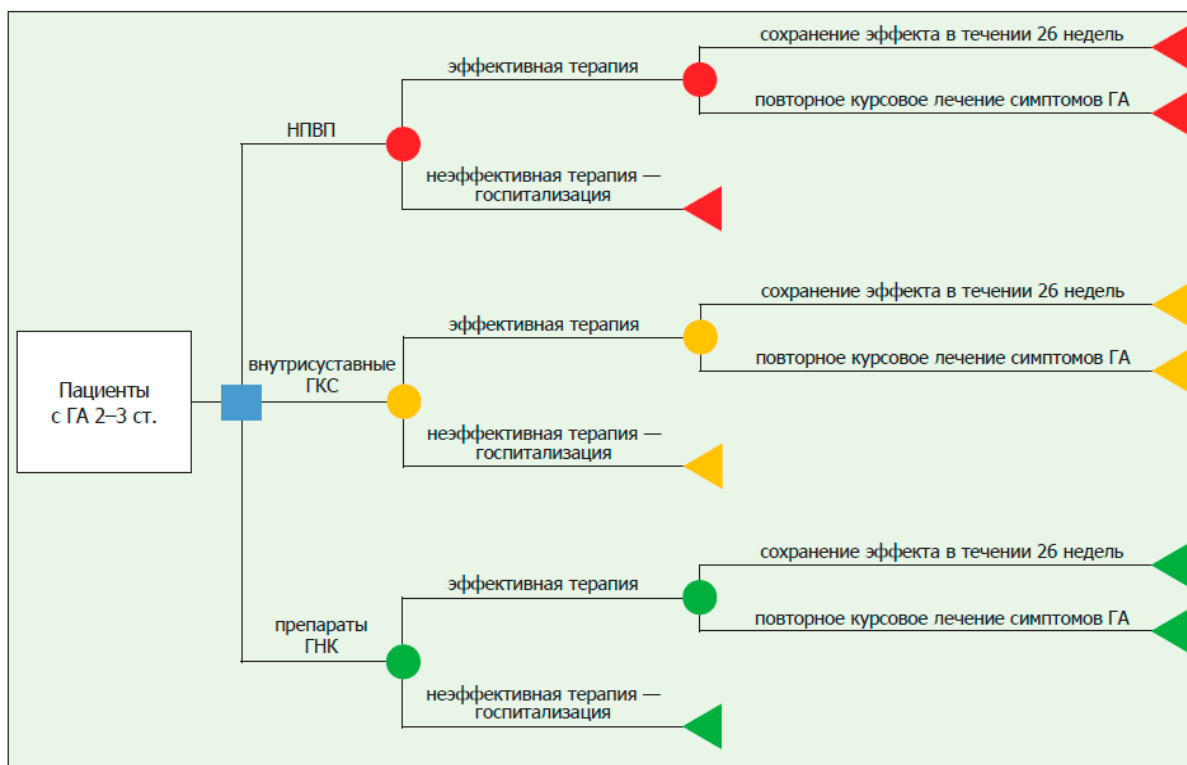 сохранение эффекта в течении 26 недель
эффективная терапия
повторное курсовое лечение симптомов ГА
НПВП
неэффективная терапия —
госпитализация
сохранение эффекта в течении 26 недель
эффективная терапия
повторное курсовое лечение симптомов ГА
внутрисуставные
ГКС
Пациенты
с ГА 2–3 ст.
неэффективная терапия —
госпитализация
сохранение эффекта в течении 26 недель
эффективная терапия
повторное курсовое лечение симптомов ГА
препараты
ГНК
неэффективная терапия —
госпитализация